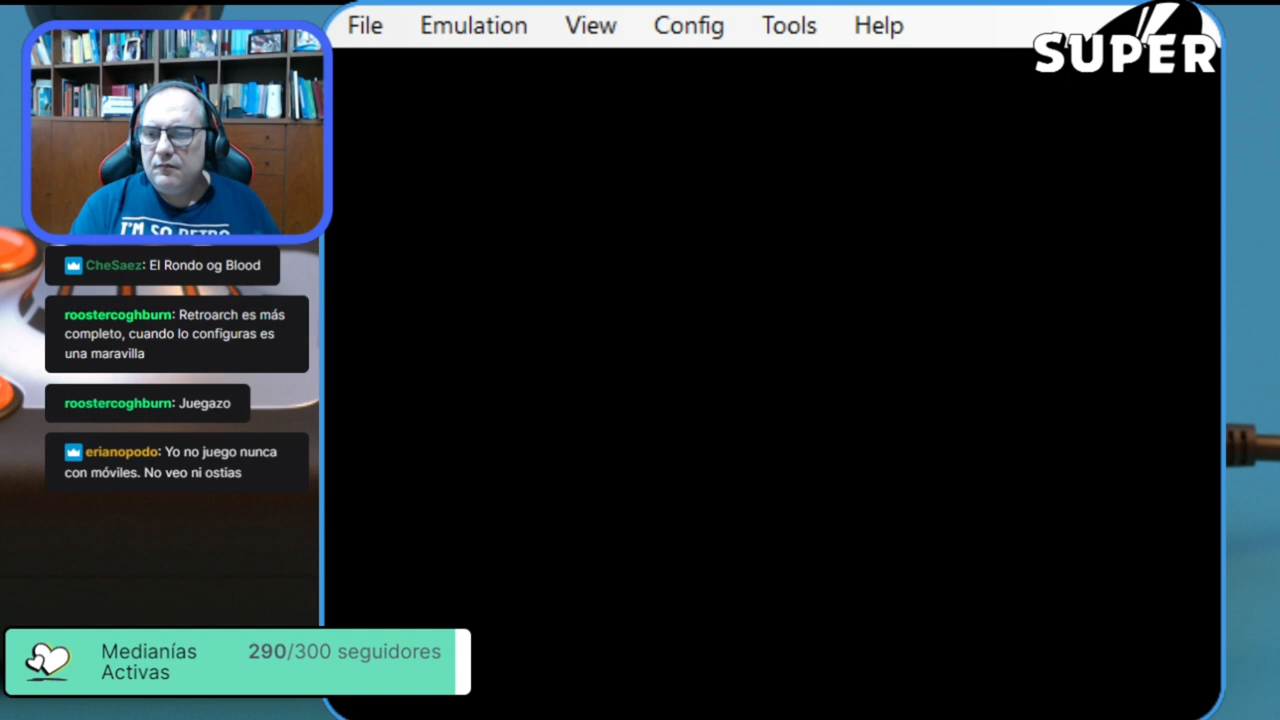 File Emulation View Config Tools Help
SUPER
I'M SO RETRO
CheSaez: El Rondo og Blood
roostercoghburn: Retroarch es más
completo, cuando lo configuras es
una maravilla
roostercoghburn: Juegazo
erianopodo: Yo no juego nunca
con móviles. No veo ni ostias
Medianías
Activas
290/300 seguidores